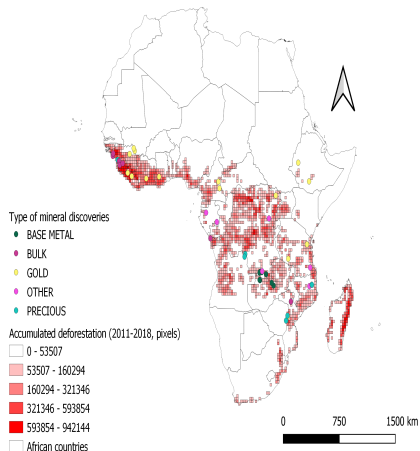 Type of mineral discoveries
BASE METAL
BULK
GOLD
OTHER
PRECIOUS
Accumulated deforestation (2011-2018, pixels)
0 - 53507
53507 - 160294
160294 - 321346
321346 - 593854
593854 - 942144
African countries
0 750 1500 km